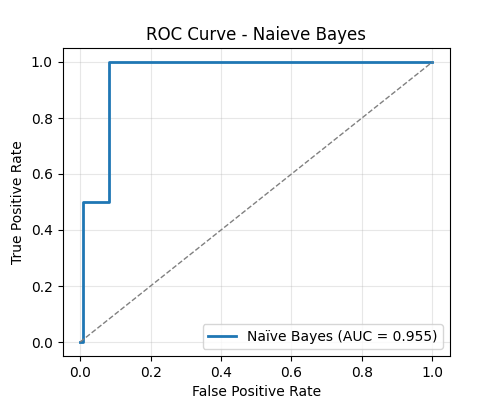 ROC Curve - Naieve Bayes
True Positive Rate
1.0
0.8
0.6
0.4
0.2
0.0
Naïve Bayes (AUC = 0.955)
0.0 0.2 0.4 0.6 0.8 1.0
False Positive Rate